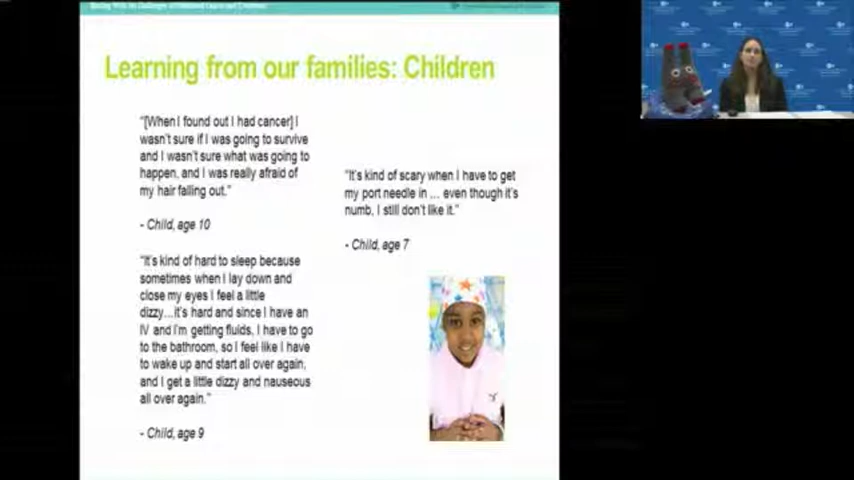 Learning from our families: Children
"[When I found out I had cancer] I
wasn't sure if I was going to survive
and I wasn't sure what was going to
happen, and I was really afraid of
my hair falling out."
- Child, age 10
"It's kind of hard to sleep because
sometimes when I lay down and
close my eyes I feel a little
dizzy…it's hard and since I have an
IV and I'm getting fluids, I have to go
to the bathroom, so I feel like I have
to wake up and start all over again,
and I get a little dizzy and nauseous
all over again."
- Child, age 9
"It's kind of scary when I have to get
my port needle in … even though it's
numb, I still don't like it."
- Child, age 7